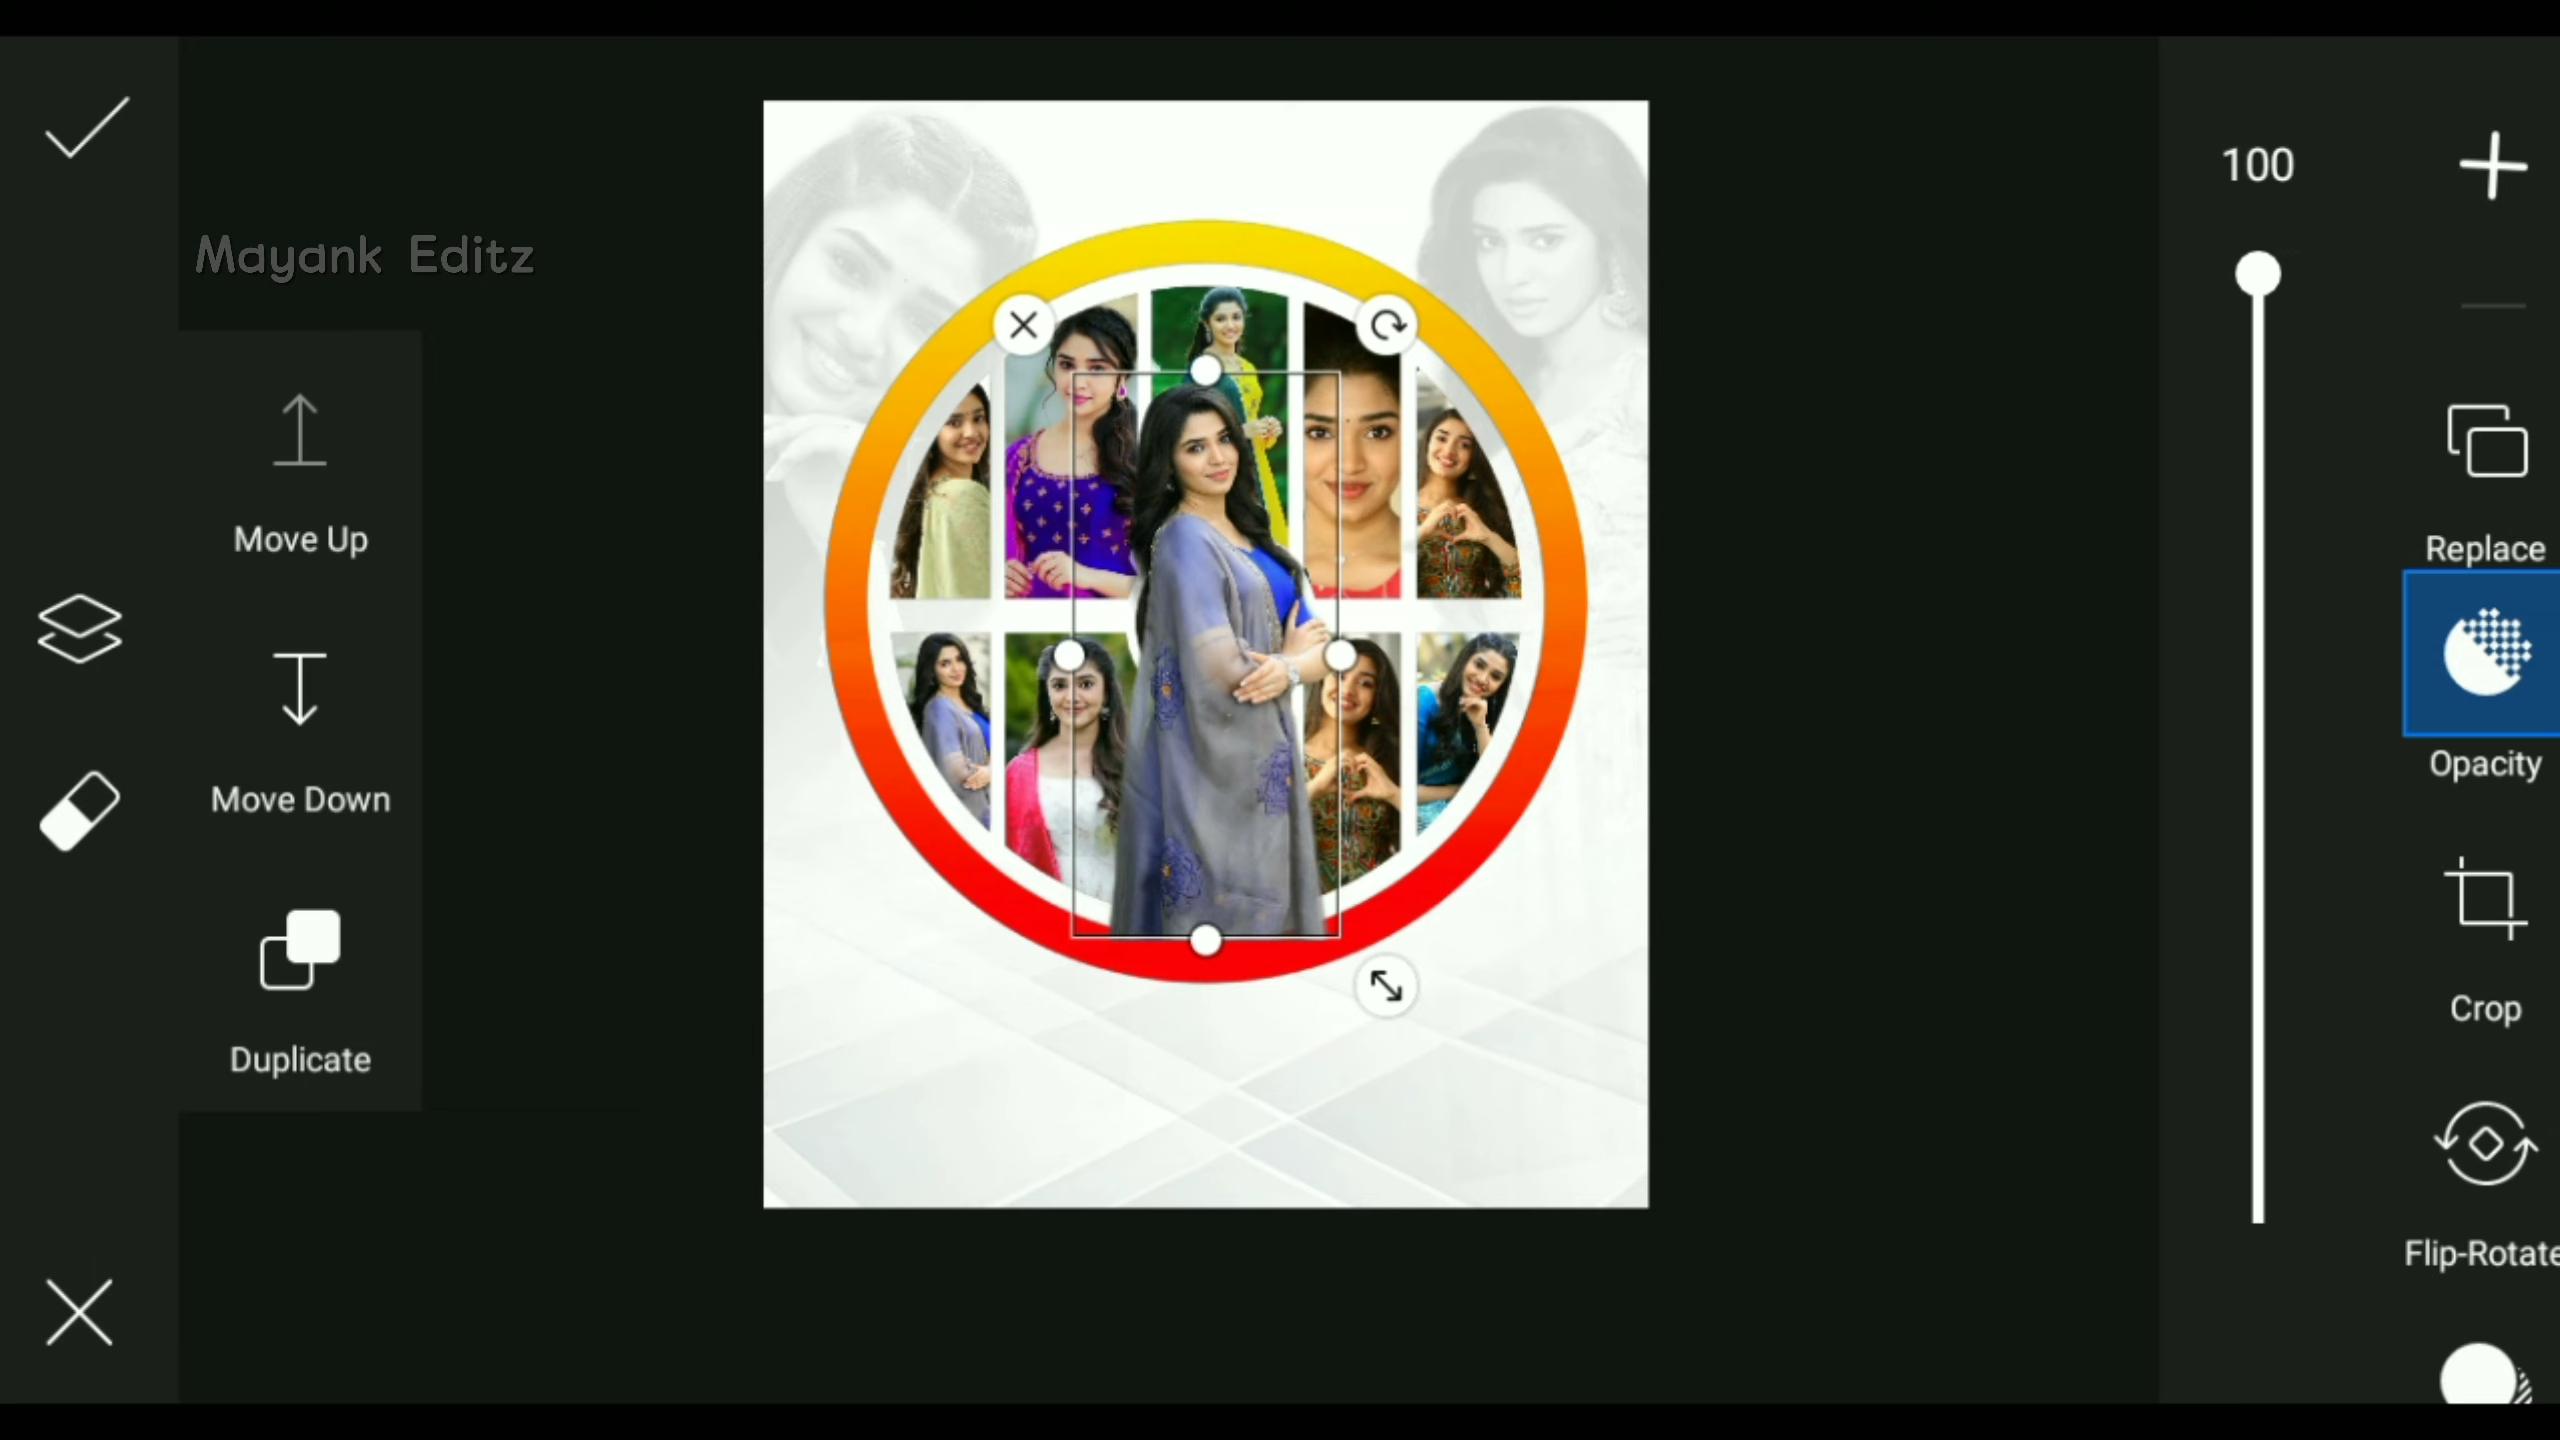 100
Mayank Editz
Move Up
Replace
Opacity
Move Down
Crop
Duplicate
Flip-Rotate